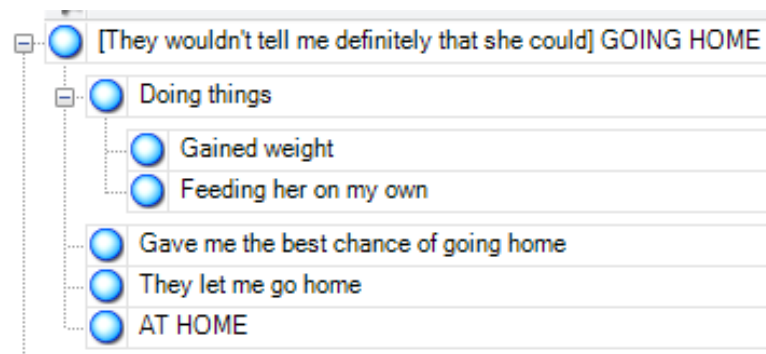 [They wouldn't tell me definitely that she could] GOING HOME
Doing things
Gained weight
Feeding her on my own
Gave me the best chance of going home
They let me go home
AT HOME